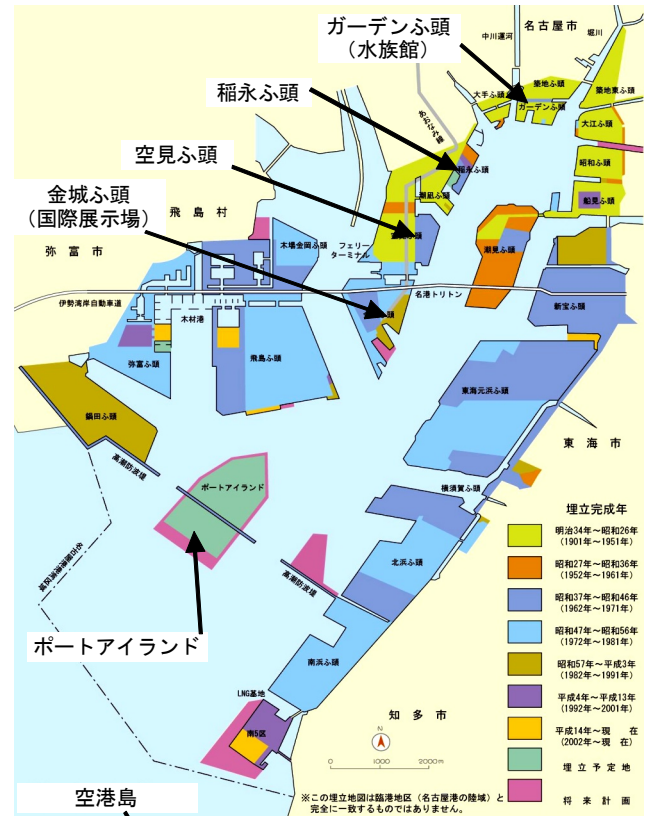 ガーデンふ頭
（水族館）
名古屋市
中川運河
堀川
稲永ふ頭
大手ふ頭
築地ふ頭
ガーデンふ頭
築地東ふ頭
あおなみ線
大江ふ頭
空見ふ頭
稲永ふ頭
昭和ふ頭
潮凪ふ頭
船見ふ頭
金城ふ頭
（国際展示場）
飛島村
弥富市
木場金岡ふ頭
フェリー
ターミナル
潮見ふ頭
伊勢湾岸自動車道
名港トリトン
新宝ふ頭
木材港
弥富ふ頭
飛島ふ頭
東海元浜ふ頭
鍋田ふ頭
東海市
高潮防波堤
ポートアイランド
横須賀ふ頭
埋立完成年
明治34年～昭和26年
(1901年～1951年)
昭和27年～昭和36年
(1952年～1961年)
昭和37年～昭和46年
(1962年～1971年)
昭和47年～昭和56年
(1972年～1981年)
昭和57年～平成3年
(1982年～1991年)
平成4年～平成13年
(1992年～2001年)
平成14年～現 在
(2002年～現 在)
埋立予定地
将来計画
名古屋港港湾区域
北浜ふ頭
高潮防波堤
ポートアイランド
南浜ふ頭
LNG基地
南5区
知多市
N
0 1000 2000m
空港島
※この埋立地図は臨港地区（名古屋港の陸域）と
完全に一致するものではありません。